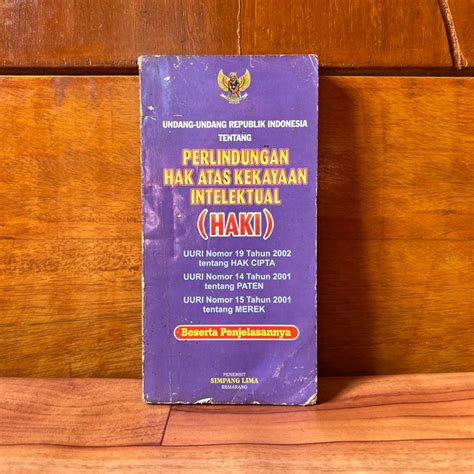 UNDANG-UNDANG REPUBLIK INDONESIA
TENTANG
PERLINDUNGAN
HAK ATAS KEKAYAAN
INTELEKTUAL
(HAKI)
UURI Nomor 19 Tahun 2002
tentang HAK CIPTA
UURI Nomor 14 Tahun 2001
tentang PATEN
UURI Nomor 15 Tahun 2001
tentang MEREK
Beserta Penjelasannya
PENERBIT
SIMPANG LIMA
SEMARANG